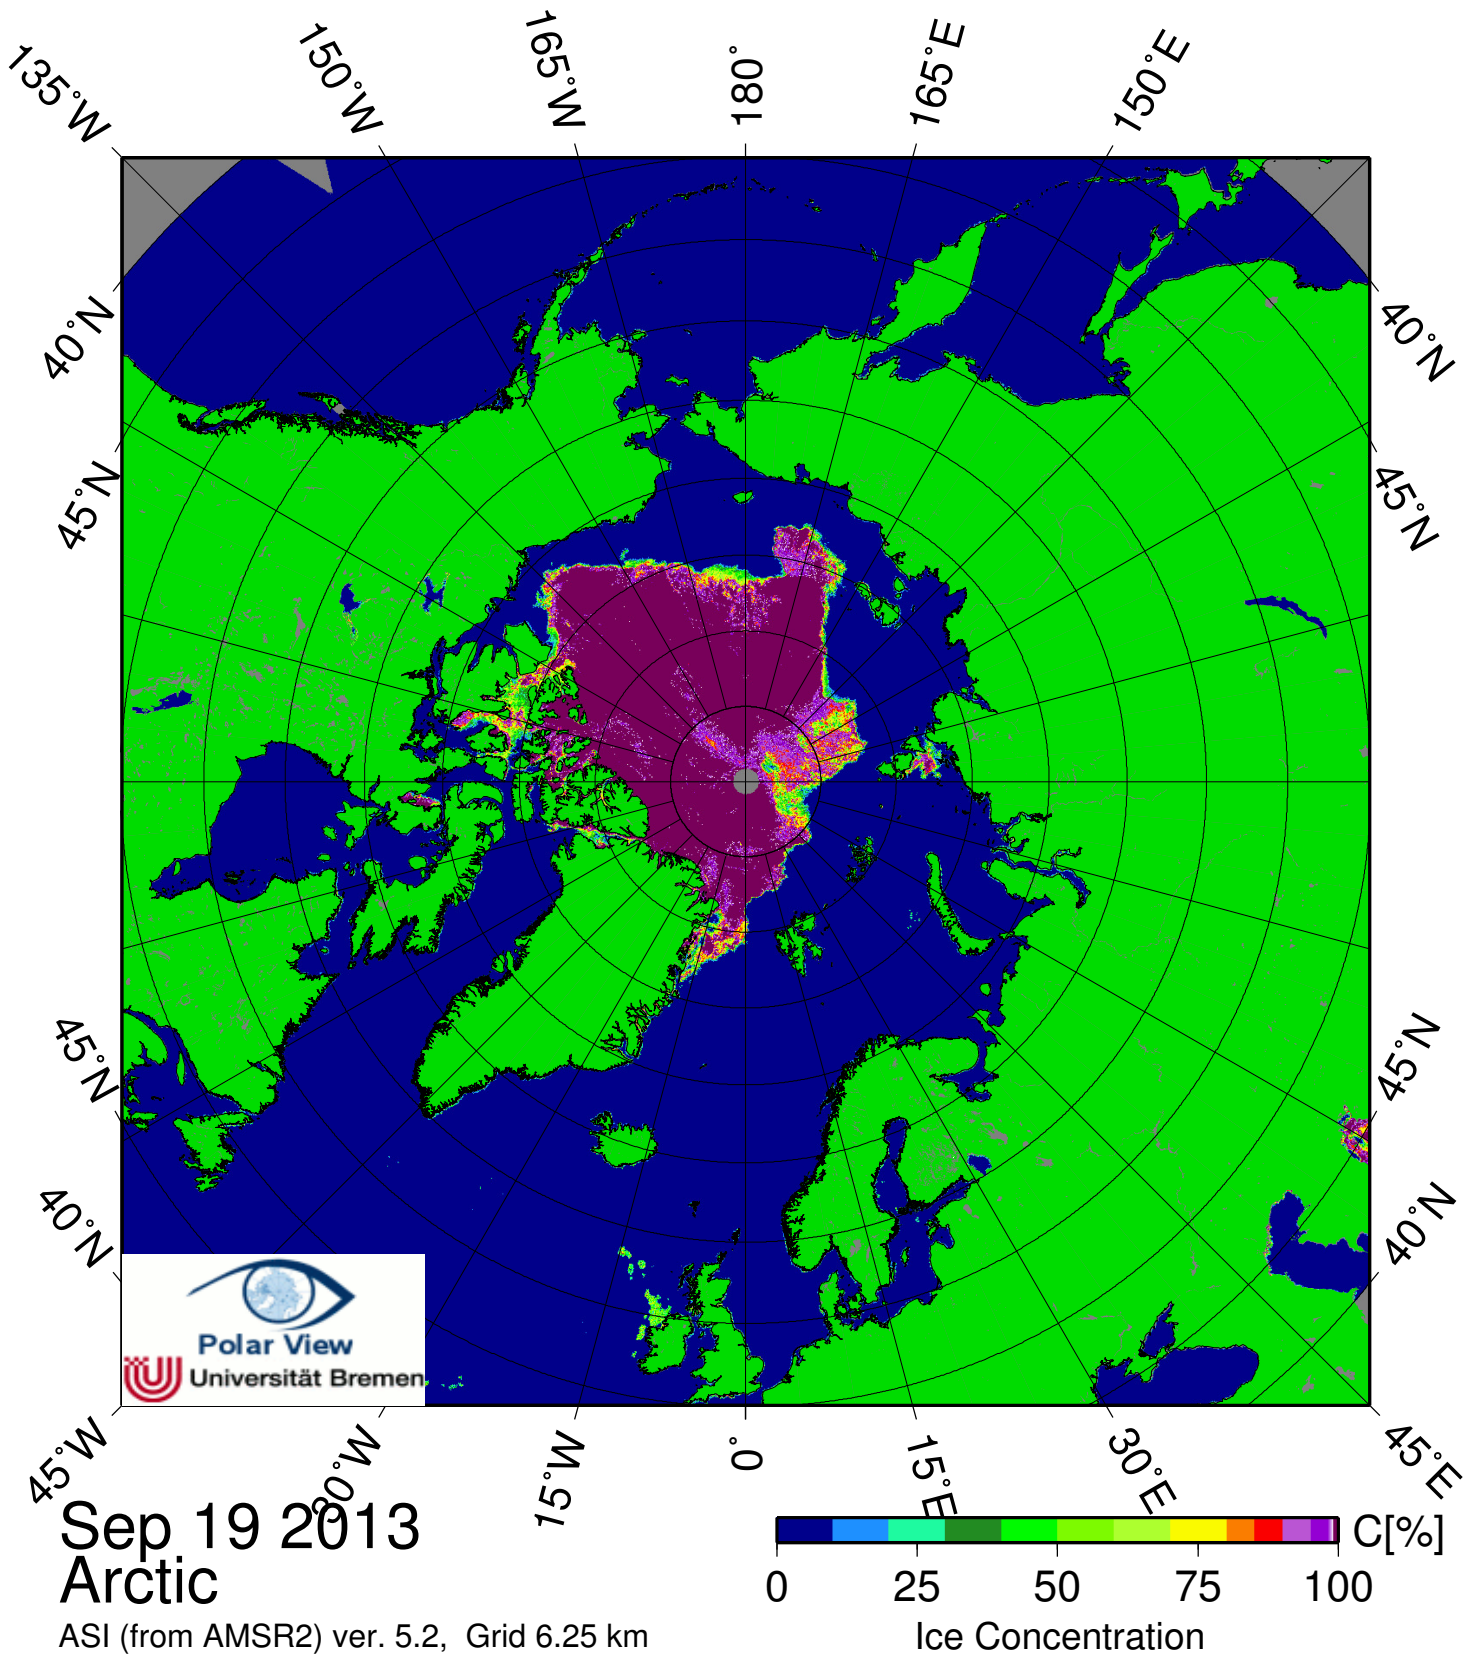 135°W
150°W
165°W
180°
165°E
150°E
40°N
40°N
45°N
45°N
45°N
45°N
40°N
40°N
Polar View
Universität Bremen
45°W
30°W
15°W
0°
15°E
30°E
45°E
Sep 19 2013
Arctic
ASI (from AMSR2) ver. 5.2, Grid 6.25 km
C[%]
0 25 50 75 100
Ice Concentration